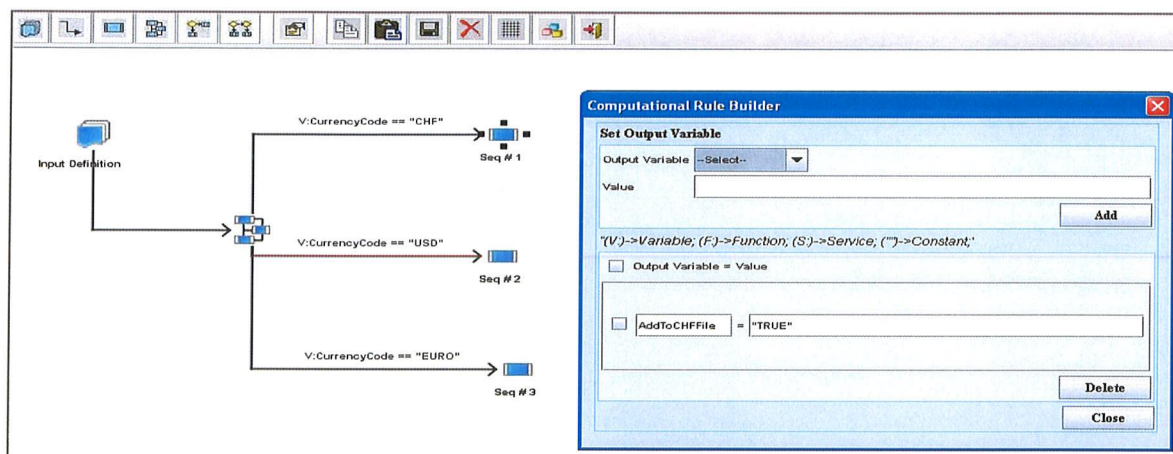 V:CurrencyCode == "CHF"
Input Definition
Seq # 1
V:CurrencyCode == "USD"
Seq #2
V:CurrencyCode == "EURO"
Seq #3
Computational Rule Builder
Set Output Variable
Output Variable --Select--
Value
Add
"(V:)->Variable; (F:)->Function; (S:)->Service; ("")->Constant;'
Output Variable = Value
AddToCHFFile = "TRUE"
Delete
Close